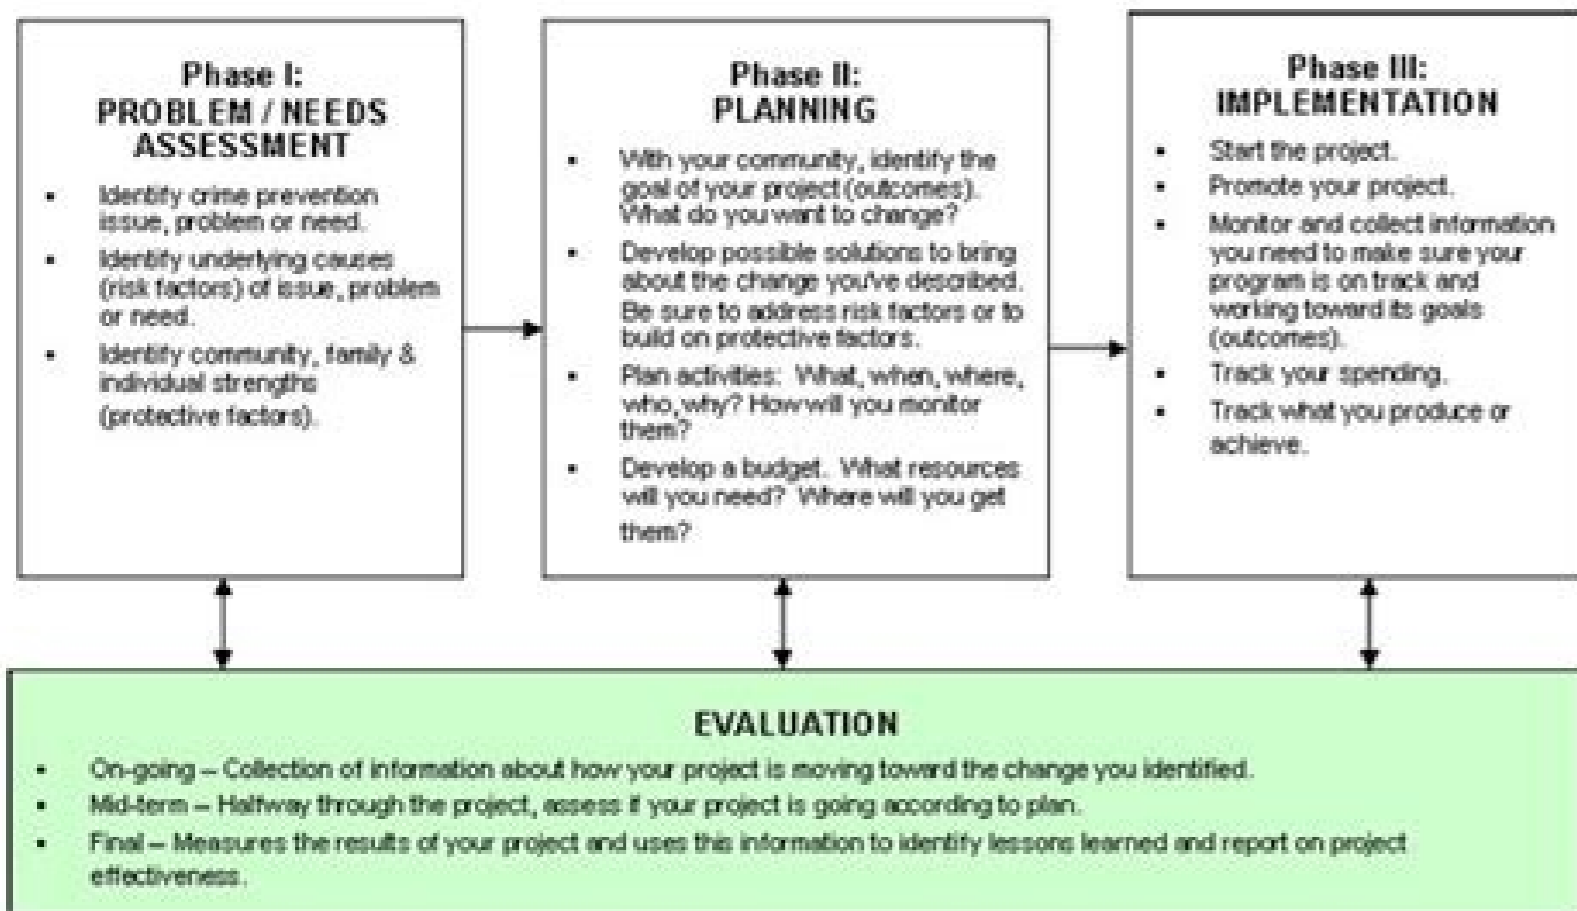 Phase I:
PROBLEM / NEEDS
ASSESSMENT
• Identify crime prevention
issue, problem or need.
• Identify underlying causes
(risk factors) of issue, problem
or need.
• Identify community, family &
individual strengths
(protective factors).
Phase II:
PLANNING
• With your community, identify the
goal of your project (outcomes).
What do you want to change?
• Develop possible solutions to bring
about the change you've described.
Be sure to address risk factors or to
build on protective factors.
• Plan activities: What, when, where,
who, why? How will you monitor
them?
• Develop a budget. What resources
will you need? Where will you get
them?
Phase III:
IMPLEMENTATION
• Start the project.
• Promote your project.
• Monitor and collect information
you need to make sure your
program is on track and
working toward its goals
(outcomes).
• Track your spending.
• Track what you produce or
achieve.
EVALUATION
• On-going – Collection of information about how your project is moving toward the change you identified.
• Mid-term – Halfway through the project, assess if your project is going according to plan.
• Final – Measures the results of your project and uses this information to identify lessons learned and report on project
effectiveness.